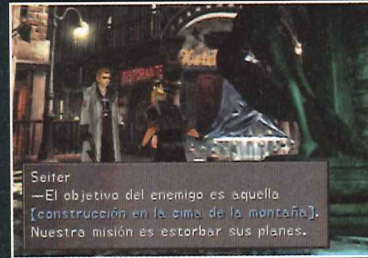 RISTORANTE
Seifer
—El objetivo del enemigo es aquella
[construcción en la cima de la montaña].
Nuestra misión es estorbar sus planes.